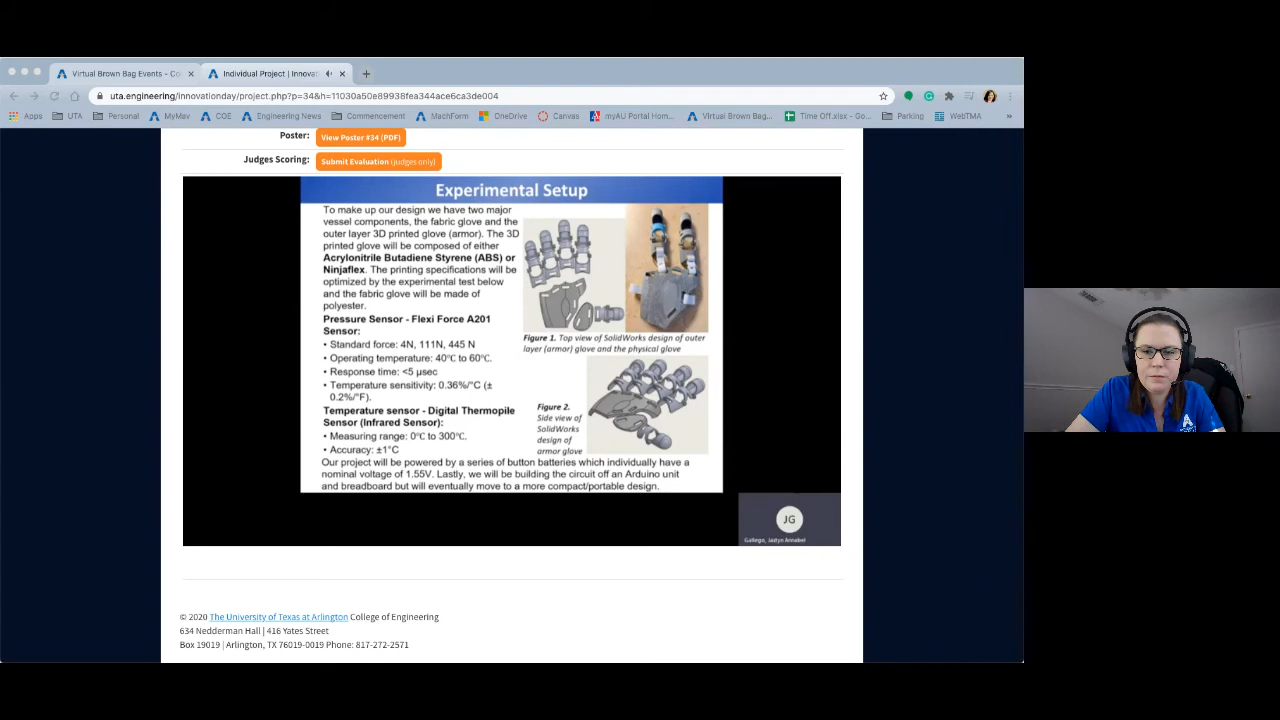 Virtual Brown Bag Events - Co
Individual Project | Innovat
uta.engineering/innovationday/project.php?p=34&h=11030a50e89938fea344ace6ca3de004
Apps UTA Personal MyMav COE Engineering News Commencement MachForm OneDrive Canvas myAU Portal Hom... Virtual Brown Bag... Time Off.xlsx - Go... Parking WebTMA »
Poster: View Poster #34 (PDF)
Judges Scoring: Submit Evaluation (judges only)
Experimental Setup
To make up our design we have two major
vessel components, the fabric glove and the
outer layer 3D printed glove (armor). The 3D
printed glove will be composed of either
Acrylonitrile Butadiene Styrene (ABS) or
Ninjaflex. The printing specifications will be
optimized by the experimental test below
and the fabric glove will be made of
polyester.
Pressure Sensor - Flexi Force A201
Sensor:
• Standard force: 4N, 111N, 445 N
• Operating temperature: 40℃ to 60℃.
• Response time: <5 μsec
• Temperature sensitivity: 0.36%/°C (±
0.2%/°F).
Temperature sensor - Digital Thermopile
Sensor (Infrared Sensor):
• Measuring range: 0℃ to 300℃.
• Accuracy: ±1°C
Figure 1. Top view of SolidWorks design of outer
layer (armor) glove and the physical glove
Figure 2.
Side view of
SolidWorks
design of
armor glove
Our project will be powered by a series of button batteries which individually have a
nominal voltage of 1.55V. Lastly, we will be building the circuit off an Arduino unit
and breadboard but will eventually move to a more compact/portable design.
JG
Gallego, Jazlyn Annabel
© 2020 The University of Texas at Arlington College of Engineering
634 Nedderman Hall | 416 Yates Street
Box 19019 | Arlington, TX 76019-0019 Phone: 817-272-2571